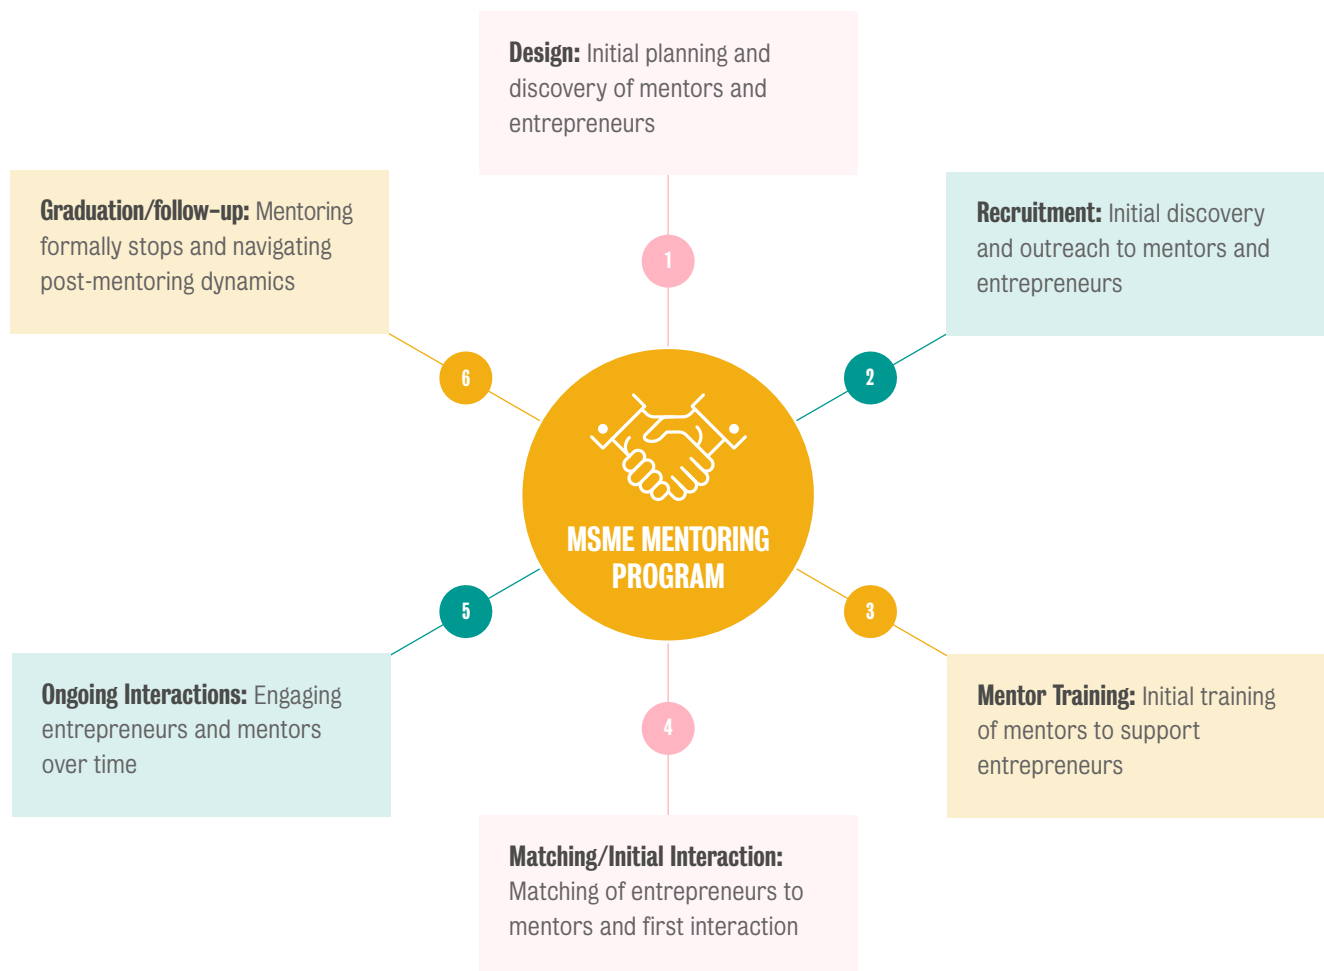 Design: Initial planning and
discovery of mentors and
entrepreneurs
1
Recruitment: Initial discovery
and outreach to mentors and
entrepreneurs
2
Mentor Training: Initial training
of mentors to support
entrepreneurs
3
Matching/Initial Interaction:
Matching of entrepreneurs to
mentors and first interaction
4
Ongoing Interactions: Engaging
entrepreneurs and mentors
over time
5
Graduation/follow-up: Mentoring
formally stops and navigating
post-mentoring dynamics
6
MSME MENTORING
PROGRAM